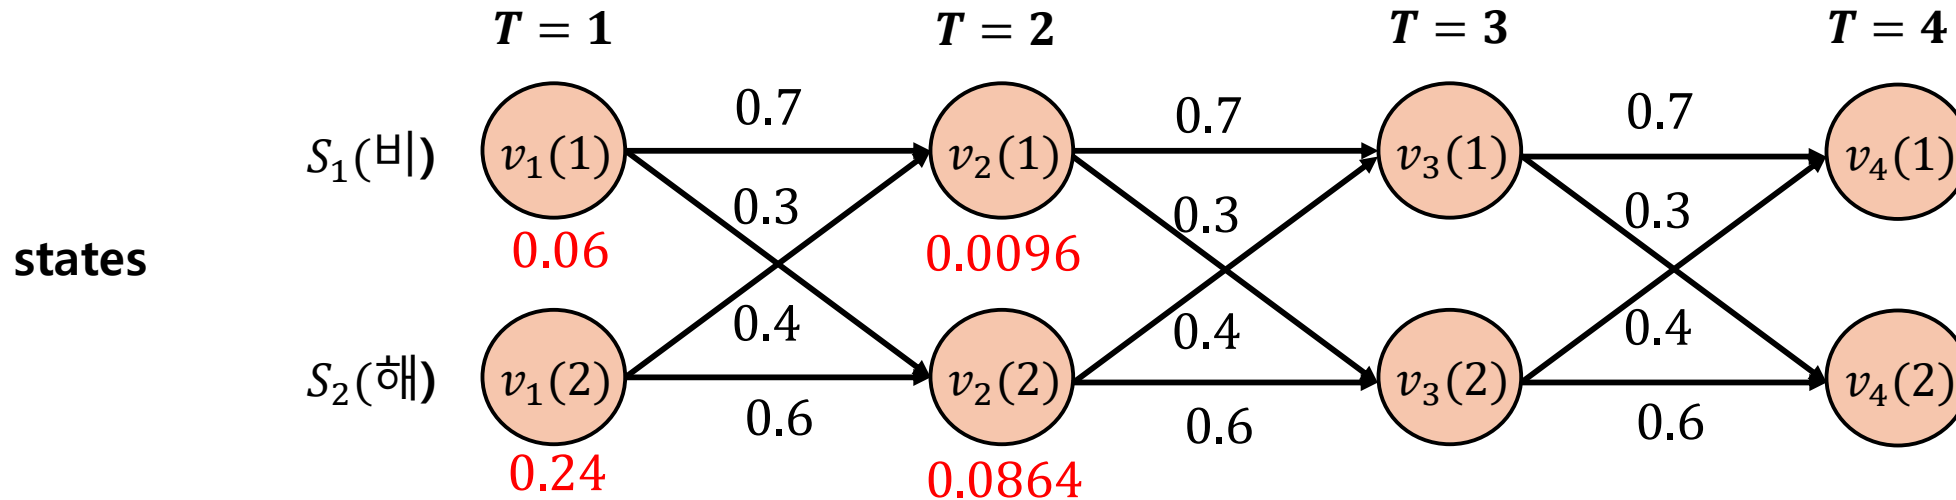 T = 1 T = 2 T = 3 T = 4
0.7 0.7 0.7
S₁(비) v₁(1) v₂(1) v₃(1) v₄(1)
0.3 0.3 0.3
0.06 0.0096
states
0.4 0.4 0.4
S₂(해) v₁(2) v₂(2) v₃(2) v₄(2)
0.6 0.6 0.6
0.24 0.0864